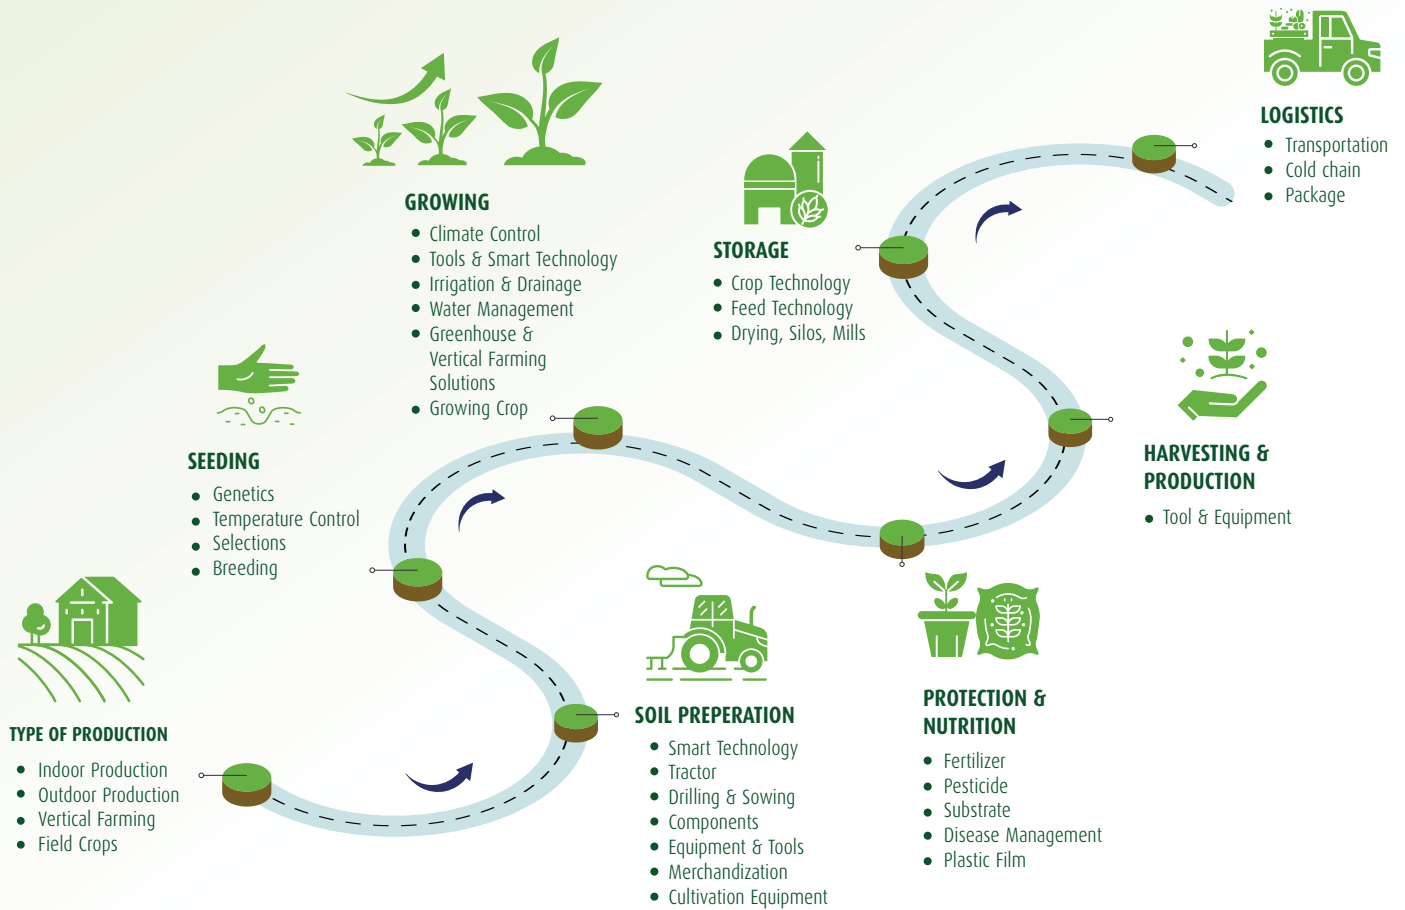 TYPE OF PRODUCTION
Indoor Production
Outdoor Production
Vertical Farming
Field Crops
SOIL PREPERATION
Smart Technology
Tractor
Drilling & Sowing
Components
Equipment & Tools
Merchandization
Cultivation Equipment
SEEDING
Genetics
Temperature Control
Selections
Breeding
GROWING
Climate Control
Tools & Smart Technology
Irrigation & Drainage
Water Management
Greenhouse &
Vertical Farming
Solutions
Growing Crop
PROTECTION &
NUTRITION
Fertilizer
Pesticide
Substrate
Disease Management
Plastic Film
HARVESTING &
PRODUCTION
Tool & Equipment
STORAGE
Crop Technology
Feed Technology
Drying, Silos, Mills
LOGISTICS
Transportation
Cold chain
Package